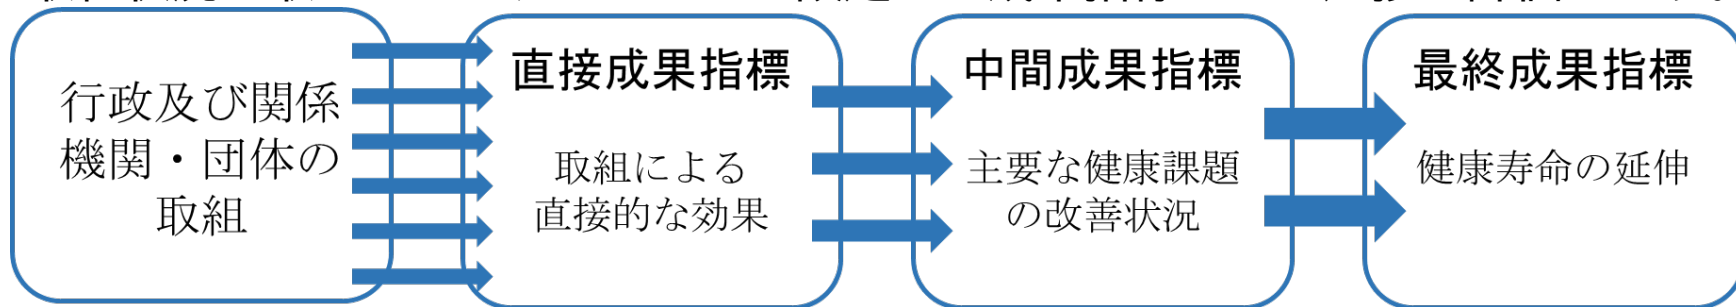 行政及び関係
機関・団体の
取組
直接成果指標
取組による
直接的な効果
中間成果指標
主要な健康課題
の改善状況
最終成果指標
健康寿命の延伸